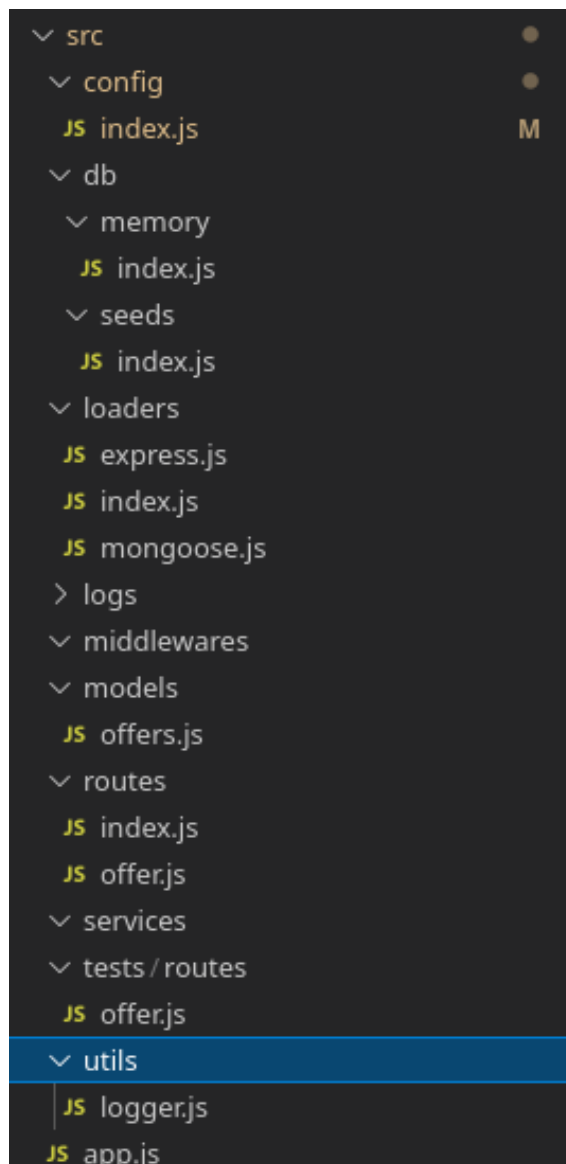 src
config
JS index.js M
db
memory
JS index.js
seeds
JS index.js
loaders
JS express.js
JS index.js
JS mongoose.js
logs
middlewares
models
JS offers.js
routes
JS index.js
JS offer.js
services
tests/routes
JS offer.js
utils
JS logger.js
JS app.js